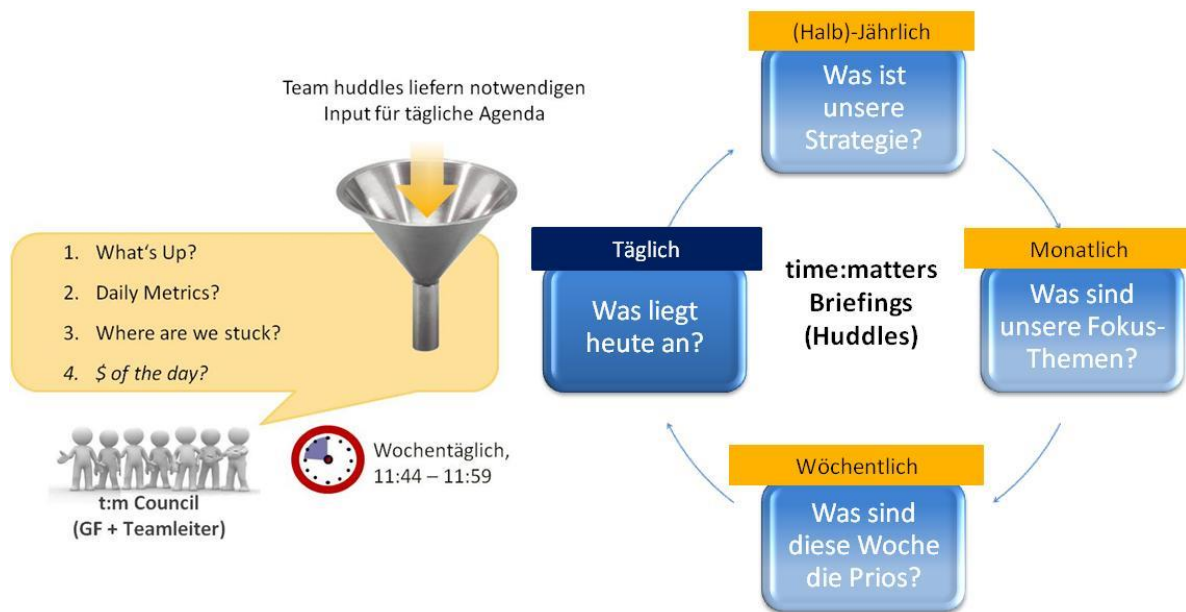 Team huddles liefern notwendigen
Input für tägliche Agenda
1. What‘s Up?
2. Daily Metrics?
3. Where are we stuck?
4. $ of the day?
t:m Council
(GF + Teamleiter)
Wochentäglich,
11:44 – 11:59
(Halb)-Jährlich
Was ist
unsere
Strategie?
Täglich
Was liegt
heute an?
time:matters
Briefings
(Huddles)
Monatlich
Was sind
unsere Fokus-
Themen?
Wöchentlich
Was sind
diese Woche
die Prios?